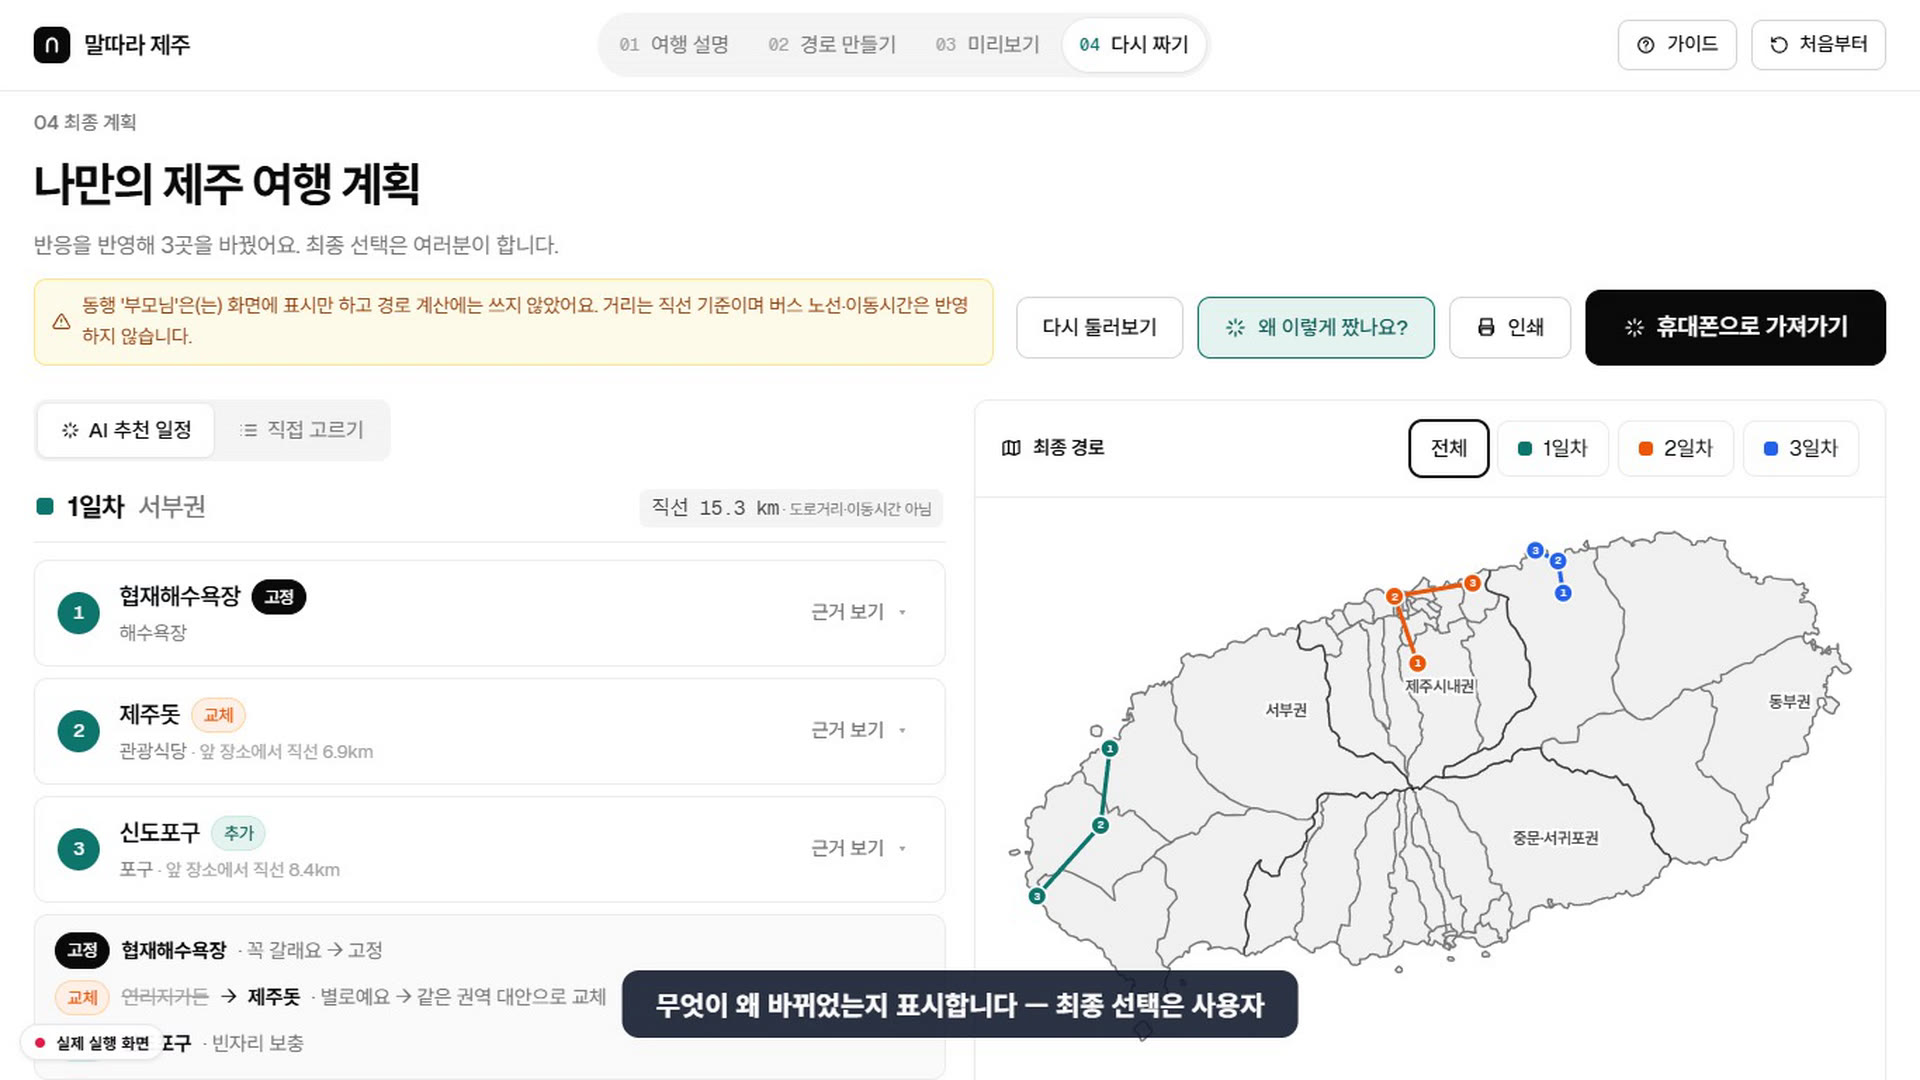 말따라 제주
01 여행 설명
02 경로 만들기
03 미리보기
04 다시 짜기
가이드
처음부터
04 최종 계획
나만의 제주 여행 계획
반응을 반영해 3곳을 바꿨어요. 최종 선택은 여러분이 합니다.
동행 '부모님'은(는) 화면에 표시만 하고 경로 계산에는 쓰지 않았어요. 거리는 직선 기준이며 버스 노선·이동시간은 반영
하지 않습니다.
다시 둘러보기
왜 이렇게 짰나요?
인쇄
휴대폰으로 가져가기
AI 추천 일정
직접 고르기
1일차 서부권
직선 15.3 km · 도로거리·이동시간 아님
1
협재해수욕장 고정
해수욕장
근거 보기
2
제주돗 교체
관광식당 · 앞 장소에서 직선 6.9km
근거 보기
3
신도포구 추가
포구 · 앞 장소에서 직선 8.4km
근거 보기
고정 협재해수욕장 · 꼭 갈래요 → 고정
교체 연리지가든 → 제주돗 · 별로예요 → 같은 권역 대안으로 교체
포구 · 빈자리 보충
실제 실행 화면
최종 경로
전체
1일차
2일차
3일차
3
2
1
2
3
1
제주시내권
서부권
동부권
1
2
중문·서귀포권
3
무엇이 왜 바뀌었는지 표시합니다 — 최종 선택은 사용자